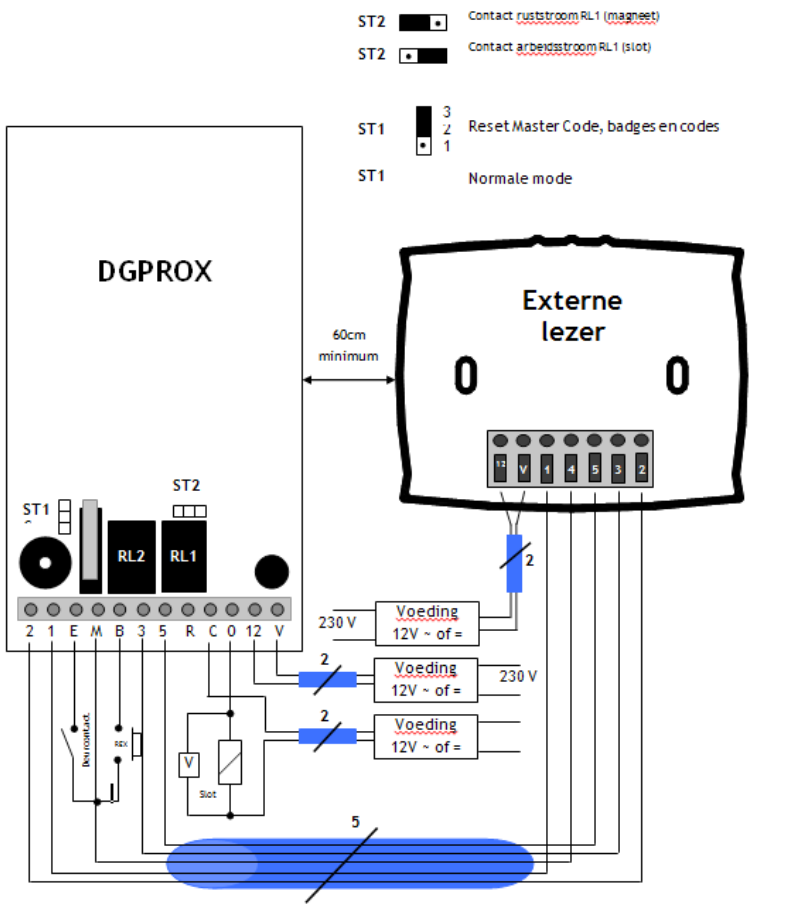 ST2 Contact ruststroom RL1 (magneet)
ST2 Contact arbeidsstroom RL1 (slot)
3
ST1 2 Reset Master Code, badges en codes
1
ST1 Normale mode
DGPROX
Externe
lezer
60cm
minimum
12 V 1 4 5 3 2
ST2
ST1
RL2 RL1
2
2 1 E M B 3 5 R C 0 12 V
230 V
Voeding
12V ~ of =
2
Voeding
12V ~ of =
230 V
2
Voeding
12V ~ of =
Deurcontact
REX
V
Slot
5